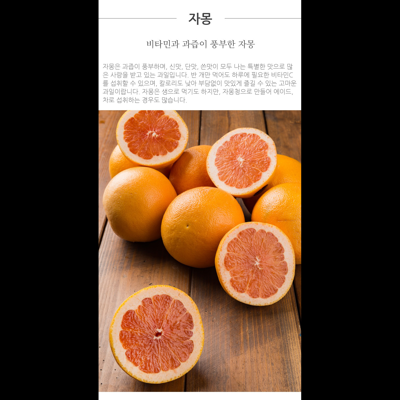 자몽
비타민과 과즙이 풍부한 자몽
자몽은 과즙이 풍부하며, 신맛, 단맛, 쓴맛이 모두 나는 특별한 맛으로 많
은 사랑을 받고 있는 과일입니다. 반 개만 먹어도 하루에 필요한 비타민C
를 섭취할 수 있으며, 칼로리도 낮아 부담없이 맛있게 즐길 수 있는 고마운
과일이랍니다. 자몽은 생으로 먹기도 하지만, 자몽청으로 만들어 에이드,
차로 섭취하는 경우도 많습니다.